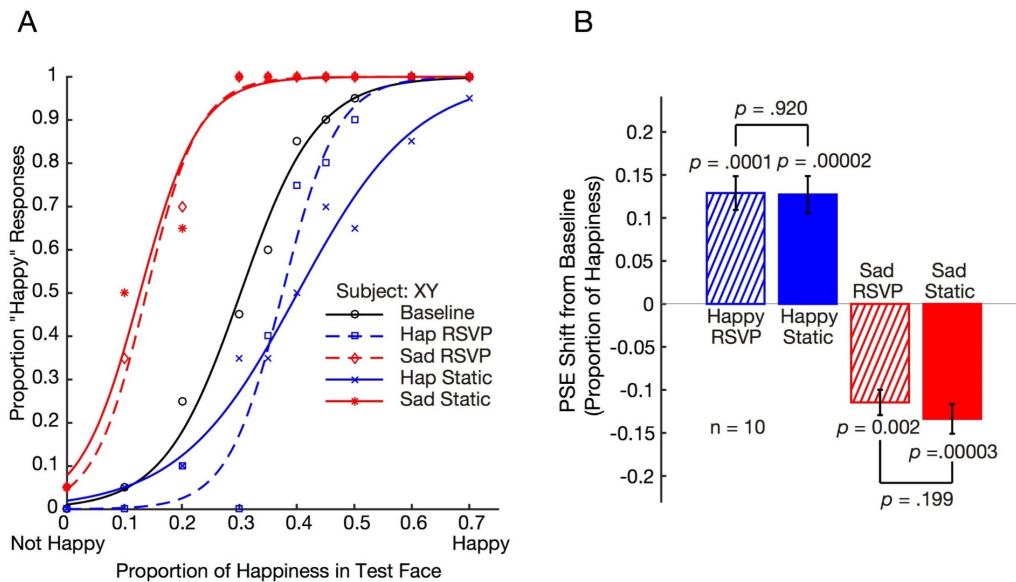 A
Proportion "Happy" Responses
1
0.9
0.8
0.7
0.6
0.5
0.4
0.3
0.2
0.1
0
0 0.1 0.2 0.3 0.4 0.5 0.6 0.7
Not Happy Happy
Proportion of Happiness in Test Face
Subject: XY
Baseline
Hap RSVP
Sad RSVP
Hap Static
Sad Static
B
PSE Shift from Baseline
(Proportion of Happiness)
0.2
0.15
0.1
0.05
0
-0.05
-0.1
-0.15
-0.2
p = .920
p = .0001 p = .00002
Happy
RSVP
Happy
Static
Sad
RSVP
Sad
Static
n = 10
p = 0.002
p =.00003
p = .199